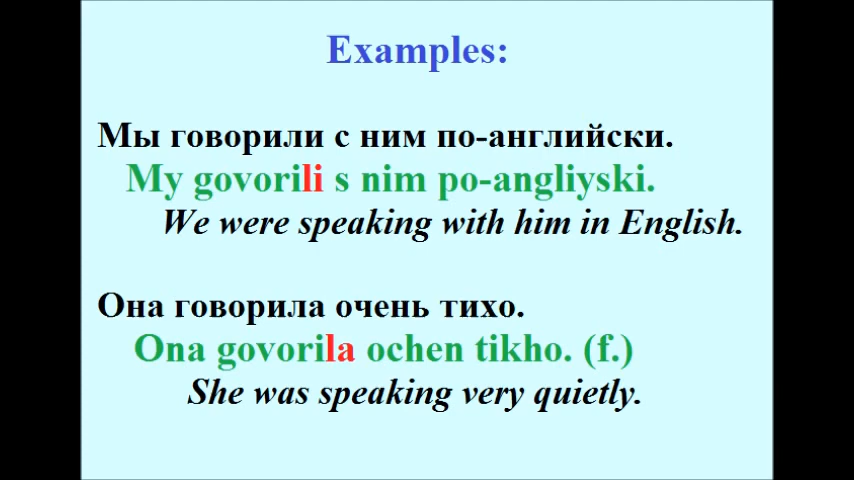 Examples:
Мы говорили с ним по-английски.
My govorili s nim po-angliyski.
We were speaking with him in English.
Она говорила очень тихо.
Ona govorila ochen tikho. (f.)
She was speaking very quietly.